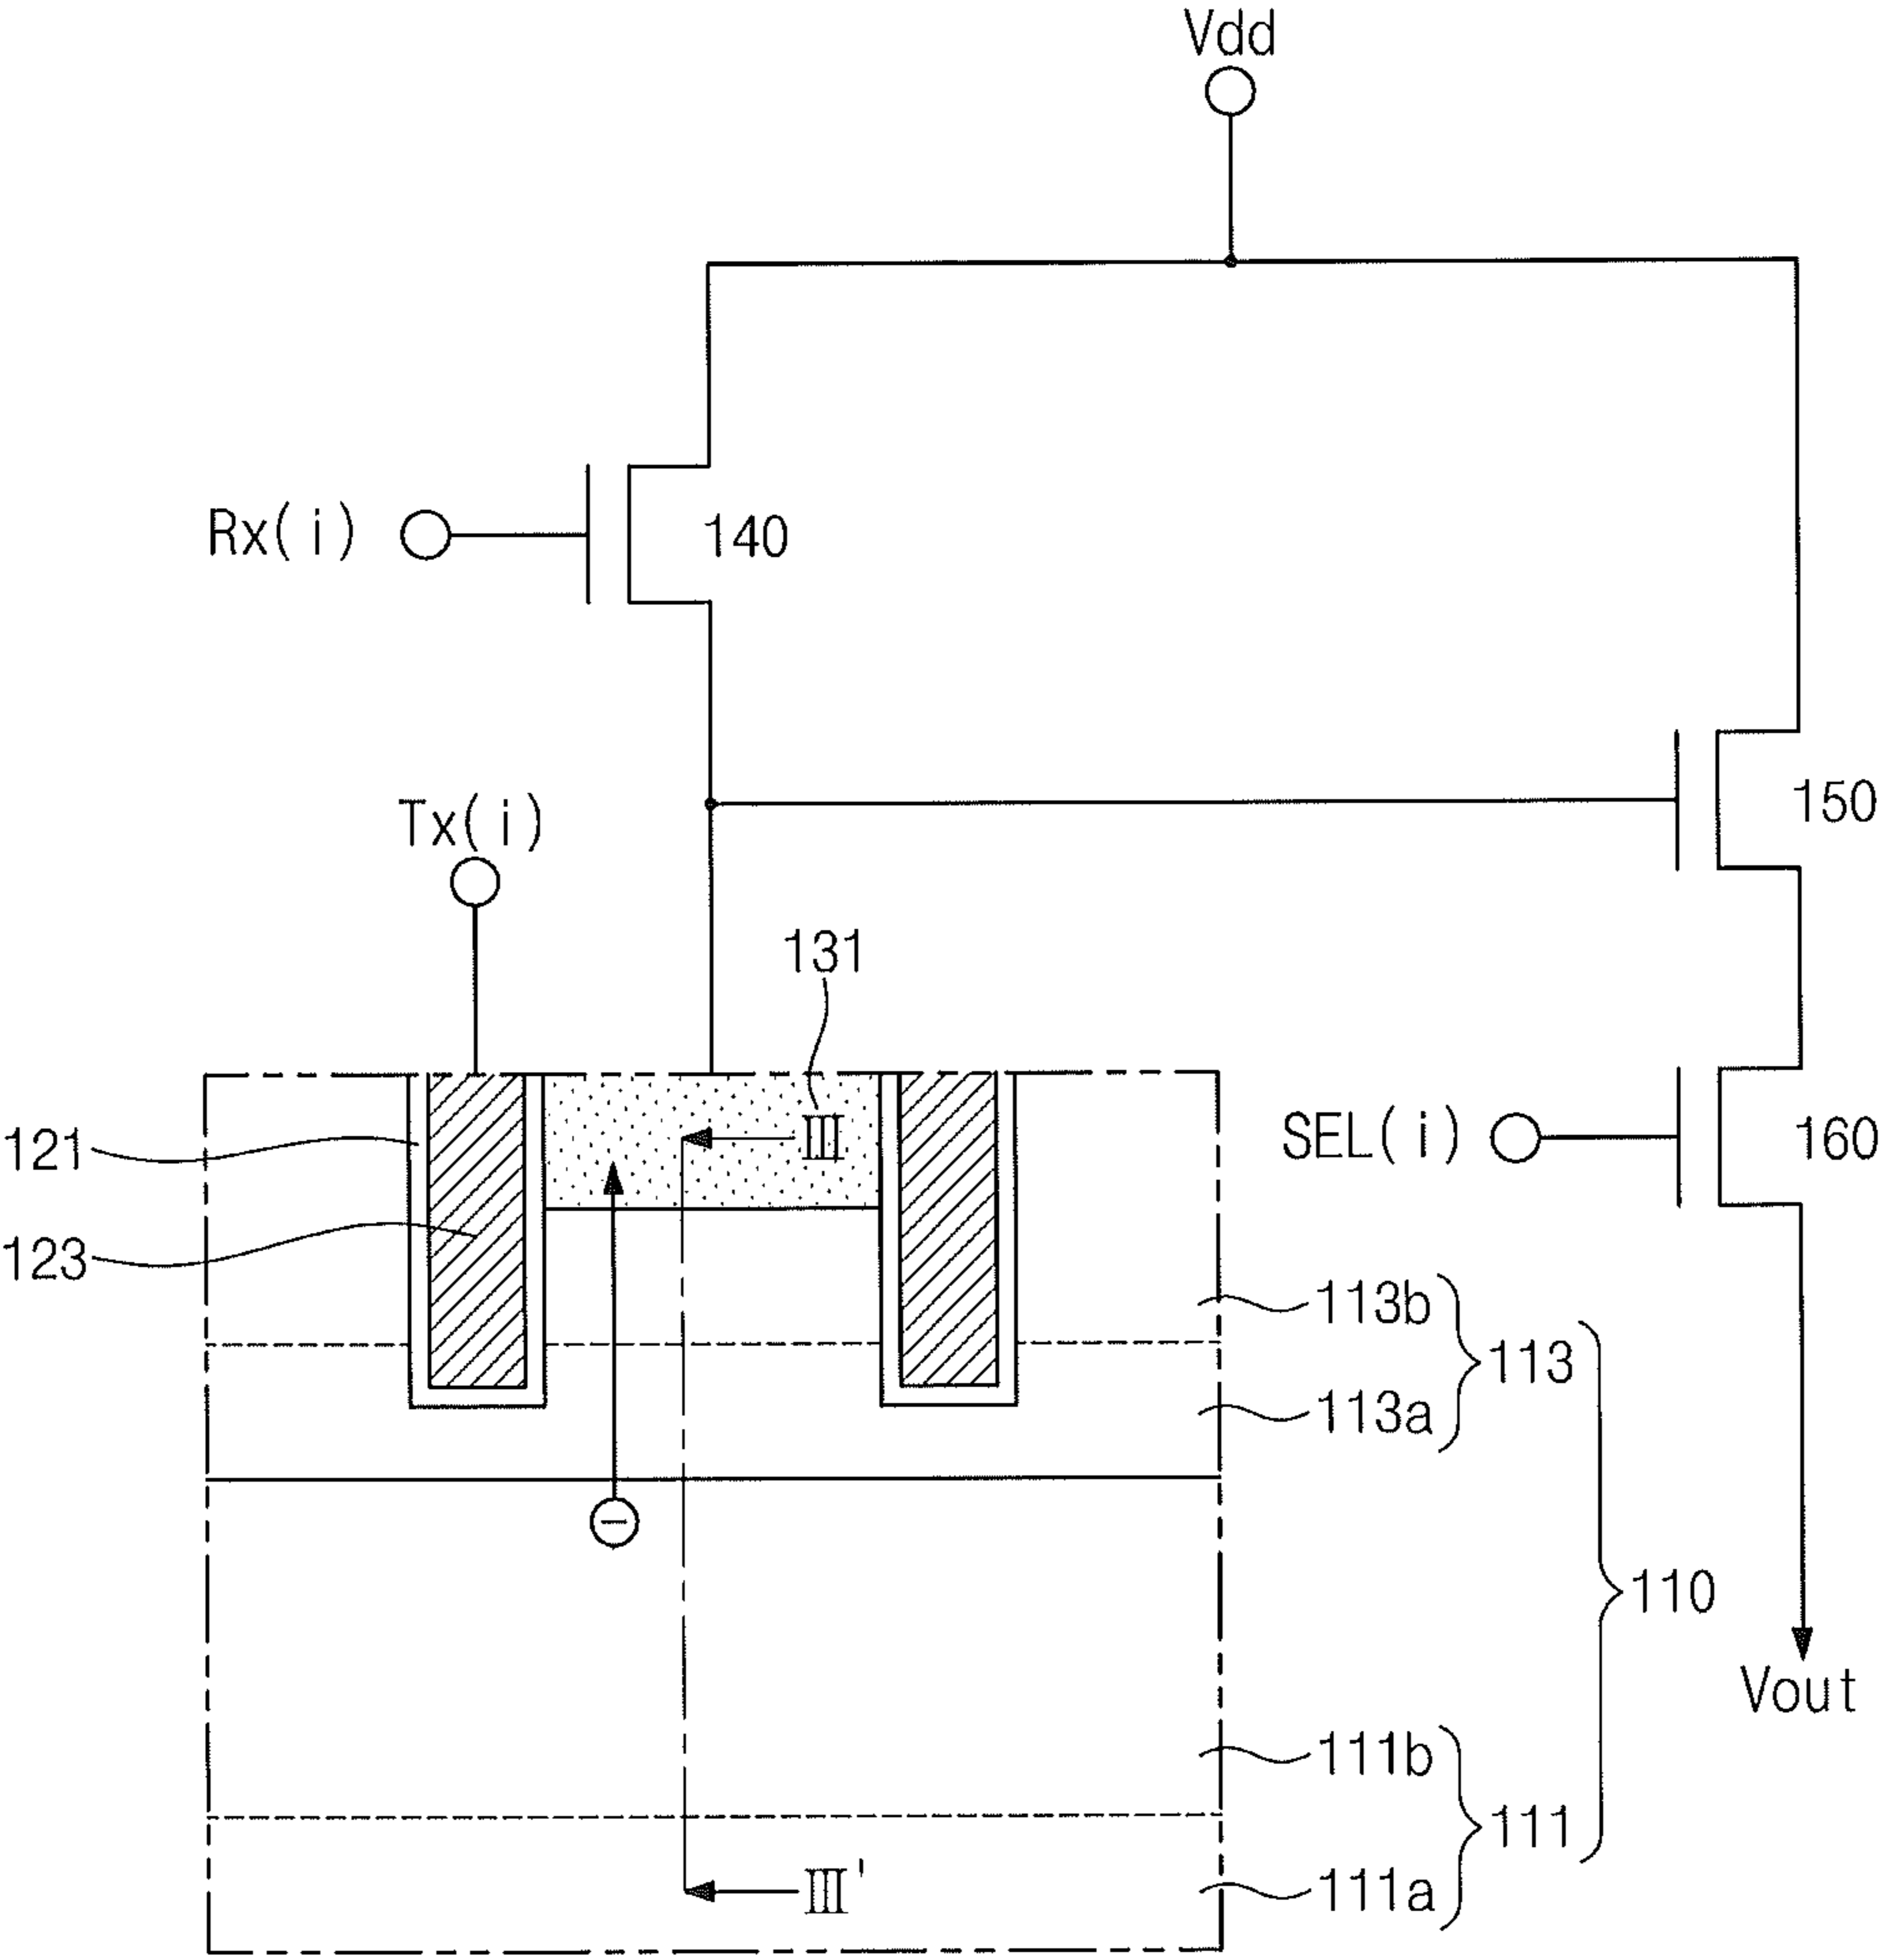 Vdd
Rx(i)
140
Tx(i)
150
131
121
III
SEL(i)
160
123
113b
113
113a
110
Vout
111b
111
111a
III'